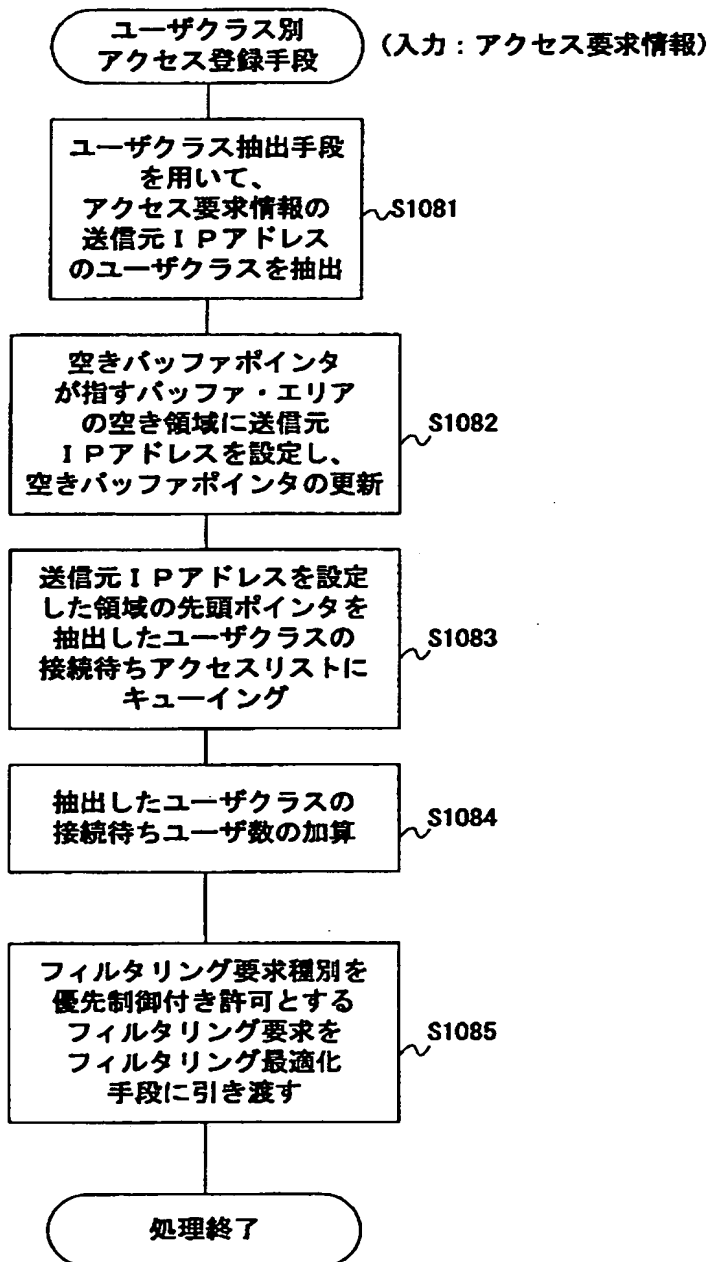 ユーザクラス別
アクセス登録手段
(入力：アクセス要求情報)
ユーザクラス抽出手段
を用いて、
アクセス要求情報の
送信元ＩＰアドレス
のユーザクラスを抽出
S1081
空きバッファポインタ
が指すバッファ・エリア
の空き領域に送信元
ＩＰアドレスを設定し、
空きバッファポインタの更新
S1082
送信元ＩＰアドレスを設定
した領域の先頭ポインタを
抽出したユーザクラスの
接続待ちアクセスリストに
キューイング
S1083
抽出したユーザクラスの
接続待ちユーザ数の加算
S1084
フィルタリング要求種別を
優先制御付き許可とする
フィルタリング要求を
フィルタリング最適化
手段に引き渡す
S1085
処理終了